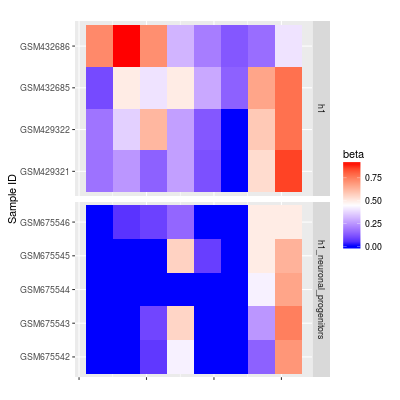 GSM432686
GSM432685
GSM429322
GSM429321
h1
GSM675546
GSM675545
GSM675544
GSM675543
GSM675542
h1_neuronal_progenitors
Sample ID
beta
0.75
0.50
0.25
0.00